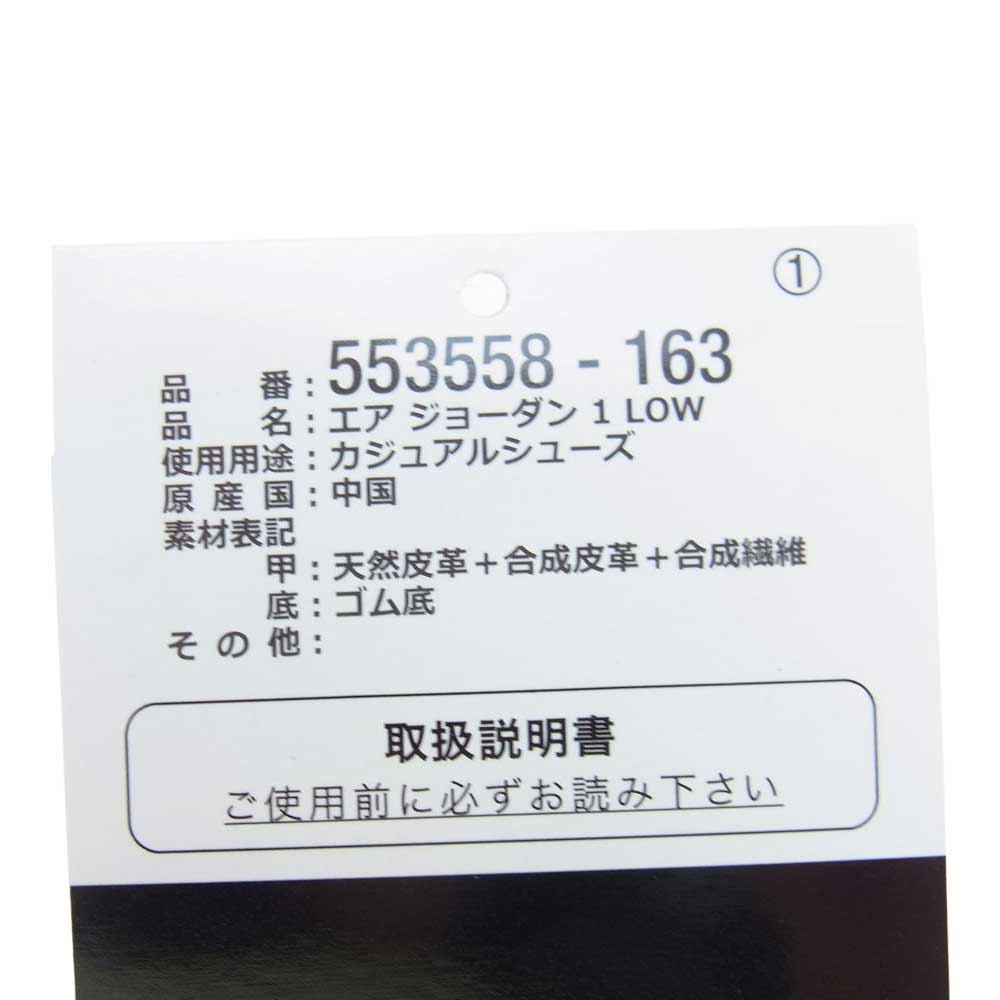 ①
品番：553558 - 163
品名：エア ジョーダン 1 LOW
使用用途：カジュアルシューズ
原産国：中国
素材表記
甲：天然皮革＋合成皮革＋合成繊維
底：ゴム底
その他：
取扱説明書
ご使用前に必ずお読み下さい